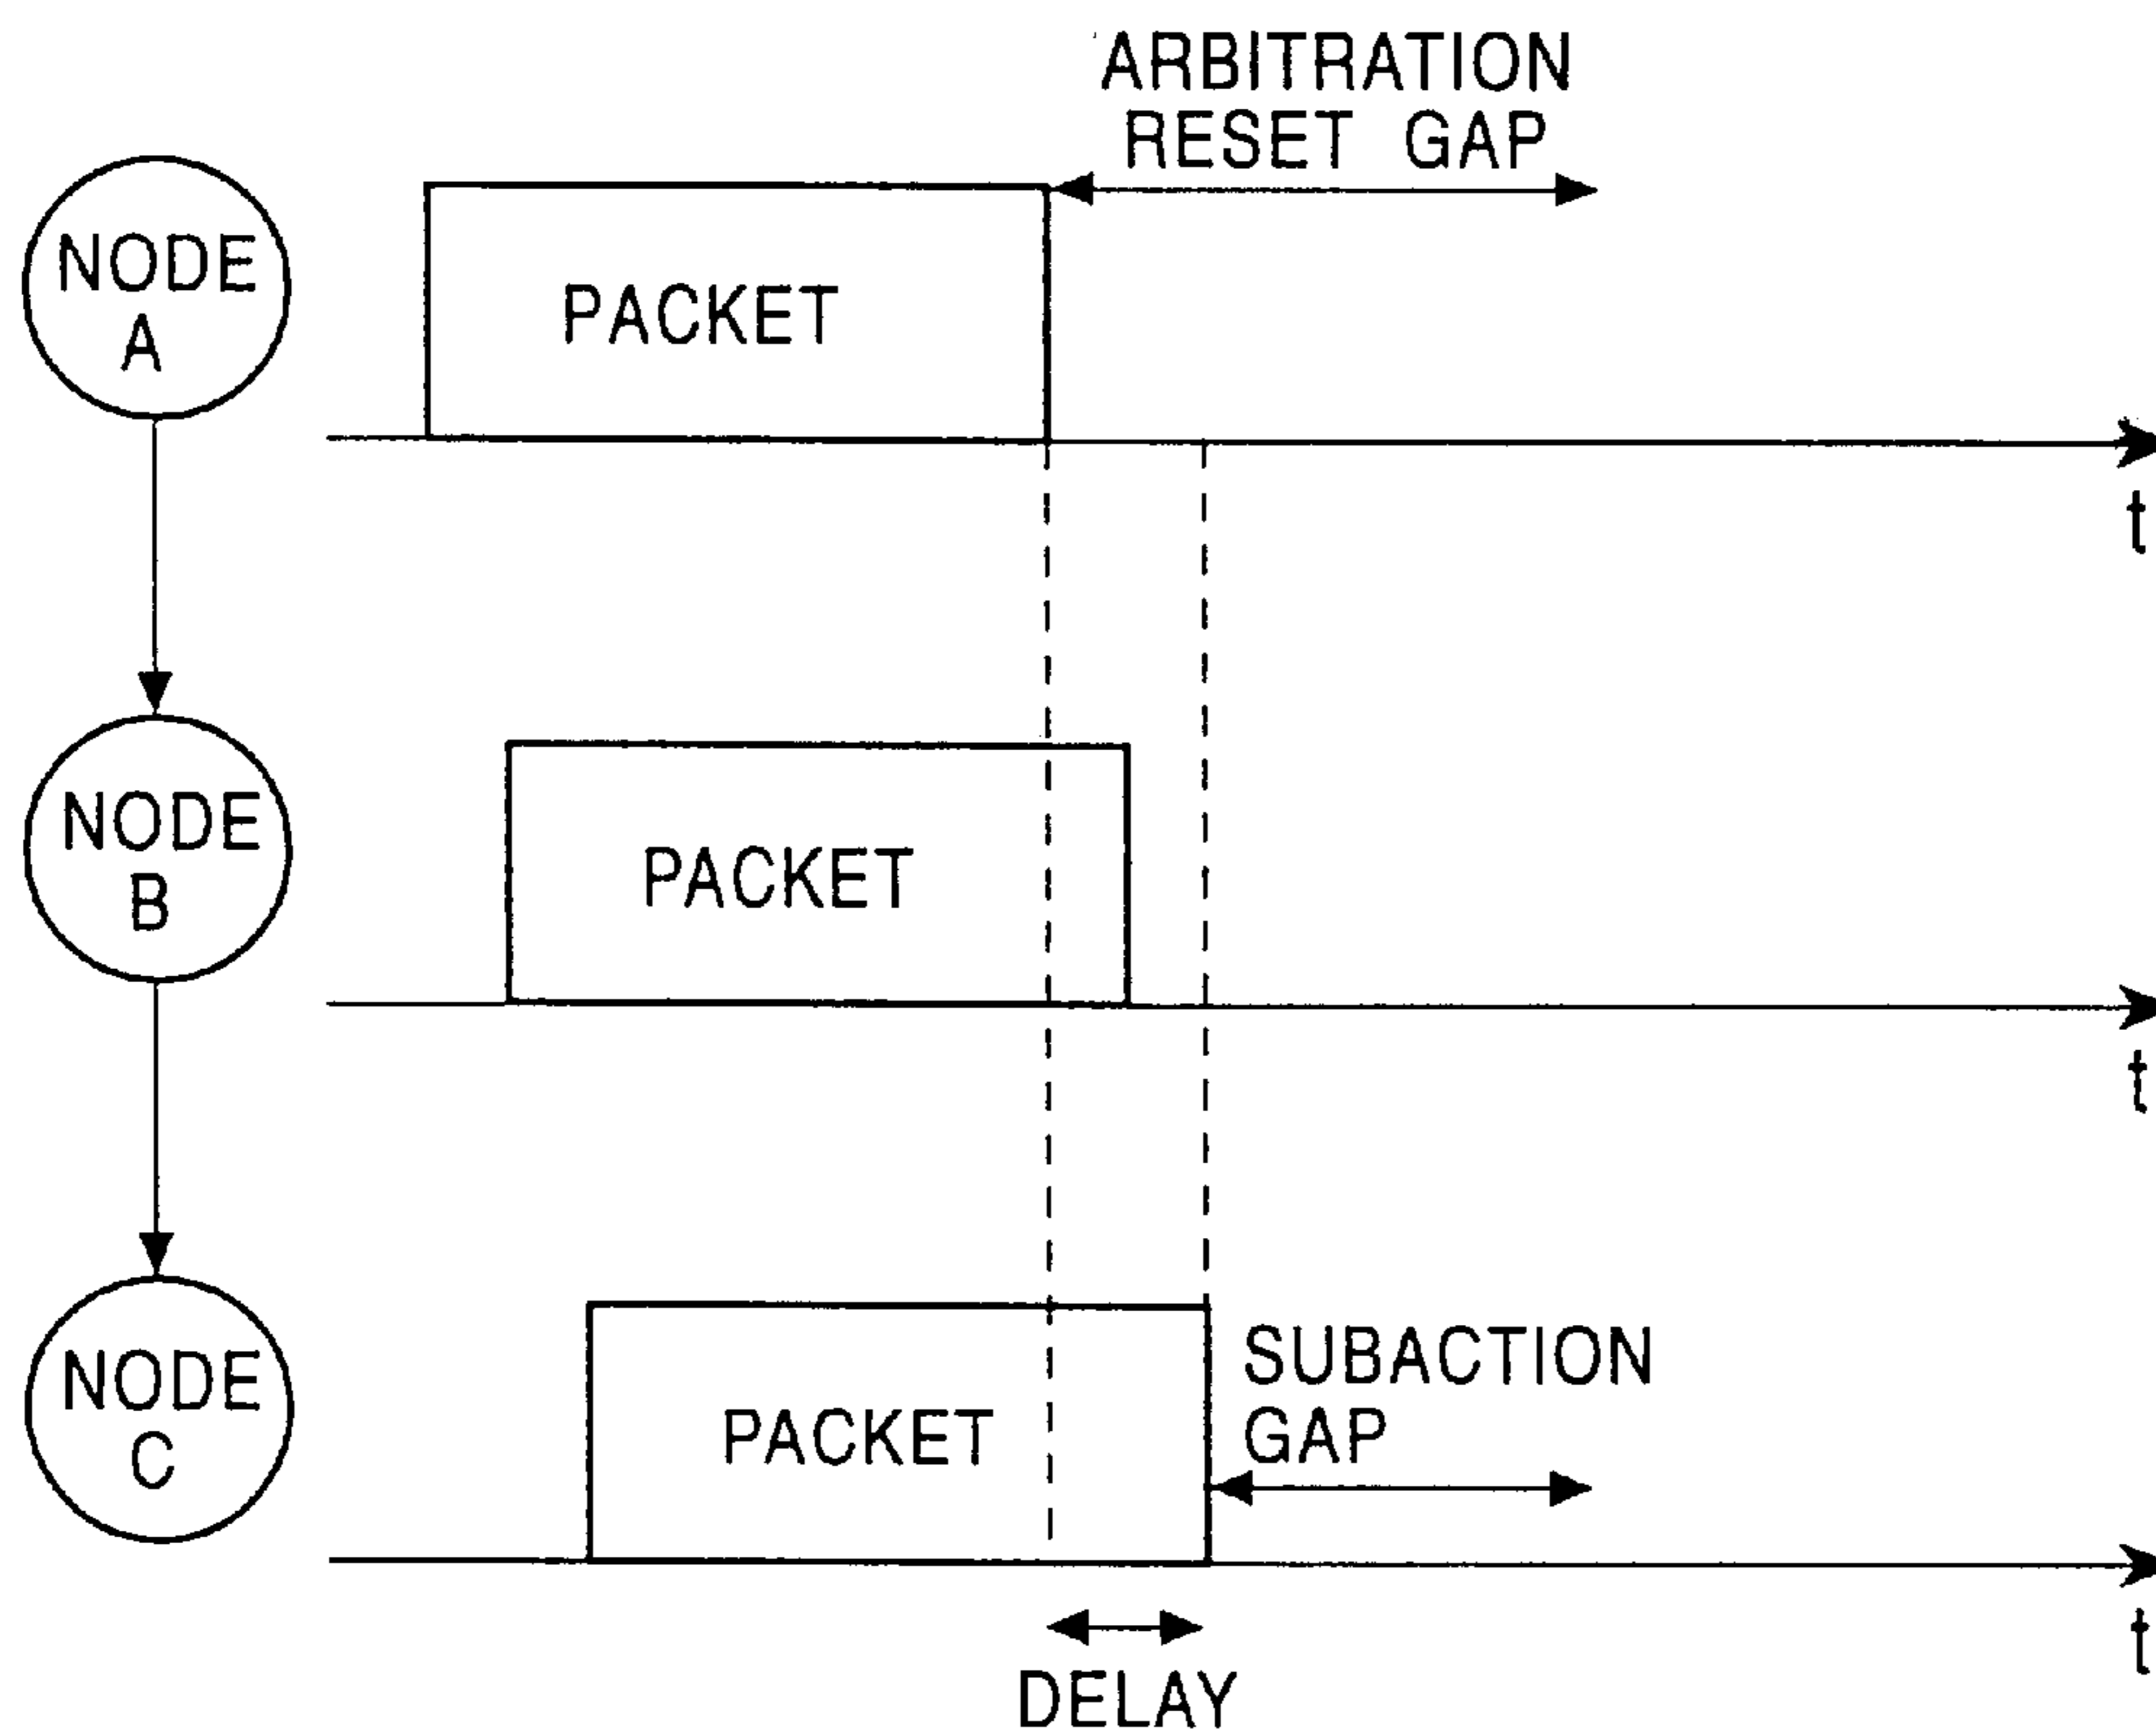 ARBITRATION
RESET GAP
NODE
A
PACKET
t
NODE
B
PACKET
t
NODE
C
PACKET
SUBACTION
GAP
t
DELAY